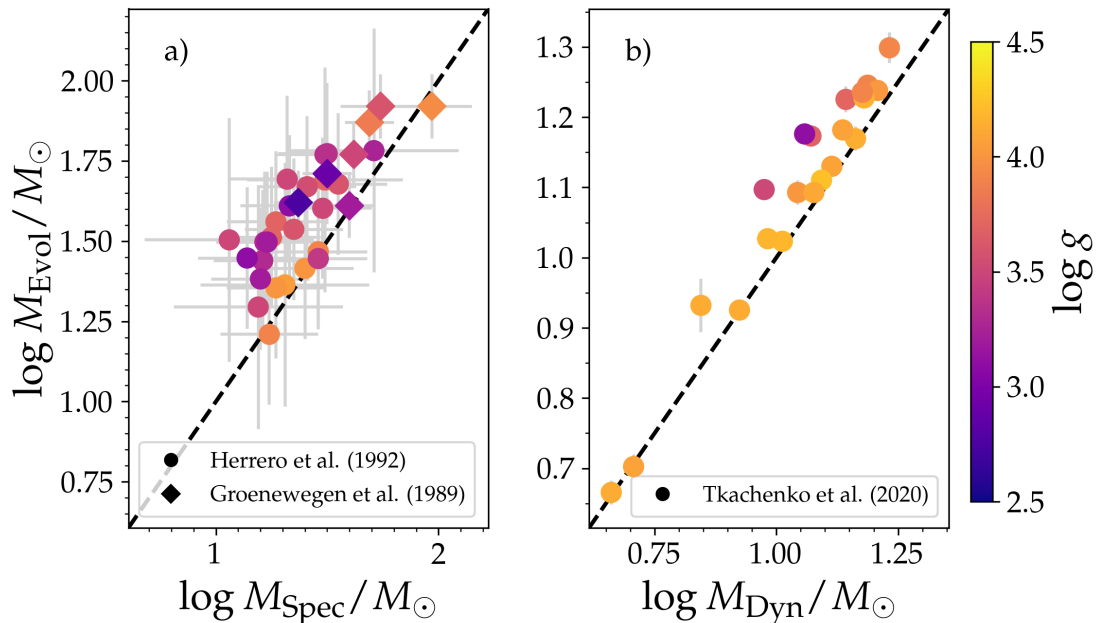 a)
log M_Evol/M_⊙
2.00
1.75
1.50
1.25
1.00
0.75
Herrero et al. (1992)
Groenewegen et al. (1989)
1
2
log M_Spec/M_⊙
b)
1.3
1.2
1.1
1.0
0.9
0.8
0.7
Tkachenko et al. (2020)
0.75
1.00
1.25
log M_Dyn/M_⊙
4.5
4.0
3.5
3.0
2.5
log g